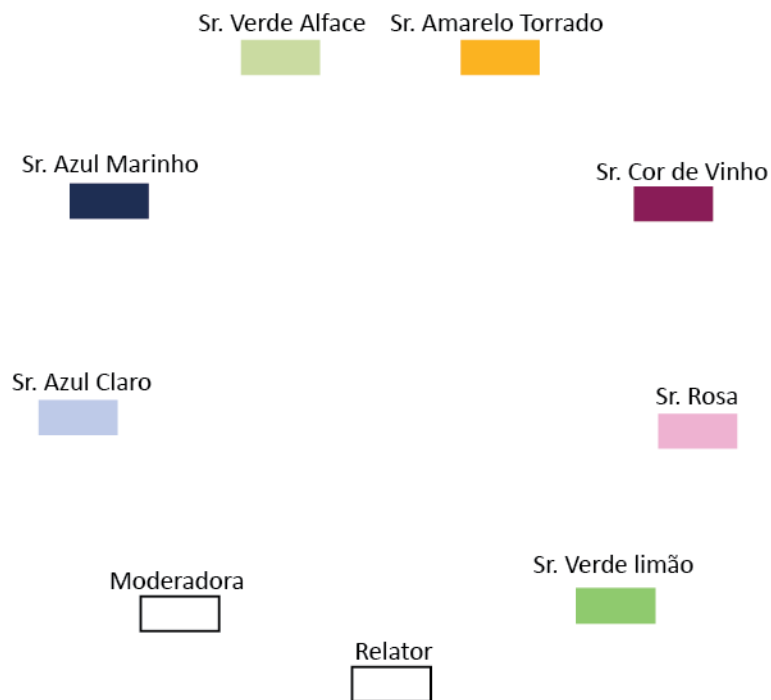 Sr. Verde Alface
Sr. Amarelo Torrado
Sr. Azul Marinho
Sr. Cor de Vinho
Sr. Azul Claro
Sr. Rosa
Sr. Verde limão
Moderadora
Relator